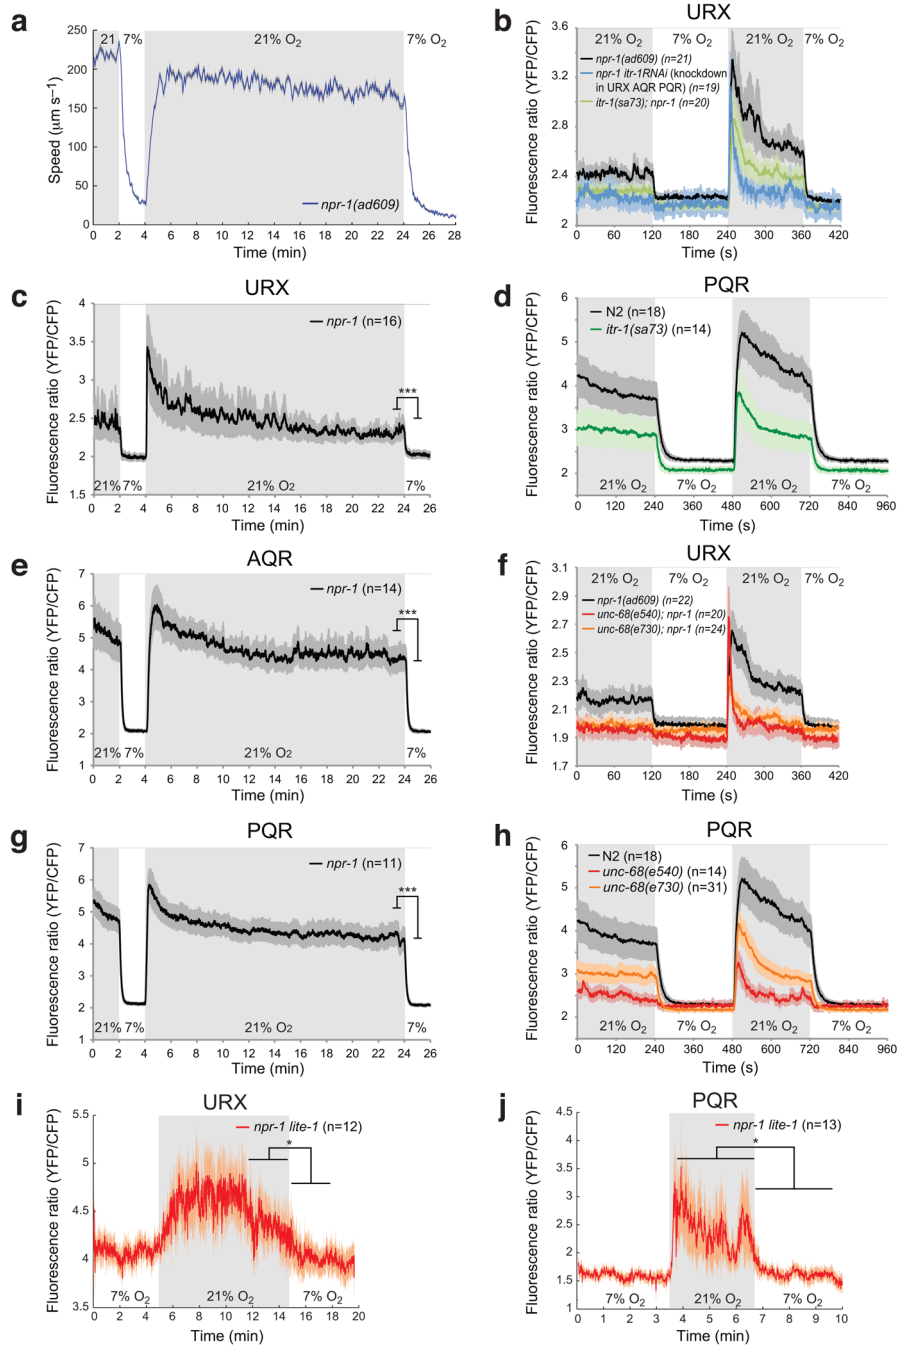 a
250
200
150
100
50
0
Speed (μm s–1)
21 7% 21% O2 7% O2
npr-1(ad609)
0 2 4 6 8 10 12 14 16 18 20 22 24 26 28
Time (min)
b
URX
3.6
3.2
2.8
2.4
2
Fluorescence ratio (YFP/CFP)
21% O2 7% O2 21% O2 7% O2
npr-1(ad609) (n=21)
npr-1 itr-1RNAi (knockdown
in URX AQR PQR) (n=19)
itr-1(sa73); npr-1 (n=20)
0 60 120 180 240 300 360 420
Time (s)
c
URX
4
3.5
3
2.5
2
1.5
Fluorescence ratio (YFP/CFP)
npr-1 (n=16)
***
21% 7% 21% O2 7%
0 2 4 6 8 10 12 14 16 18 20 22 24 26
Time (min)
d
PQR
6
5
4
3
2
Fluorescence ratio (YFP/CFP)
N2 (n=18)
itr-1(sa73) (n=14)
21% O2 7% O2 21% O2 7% O2
0 120 240 360 480 600 720 840 960
Time (s)
e
AQR
7
6
5
4
3
2
1
Fluorescence ratio (YFP/CFP)
npr-1 (n=14)
***
21% 7% 21% O2 7%
0 2 4 6 8 10 12 14 16 18 20 22 24 26
Time (min)
f
URX
3.1
2.9
2.7
2.5
2.3
2.1
1.9
1.7
Fluorescence ratio (YFP/CFP)
21% O2 7% O2 21% O2 7% O2
npr-1(ad609) (n=22)
unc-68(e540); npr-1 (n=20)
unc-68(e730); npr-1 (n=24)
0 60 120 180 240 300 360 420
Time (s)
g
PQR
7
6
5
4
3
2
1
Fluorescence ratio (YFP/CFP)
npr-1 (n=11)
***
21% 7% 21% O2 7%
0 2 4 6 8 10 12 14 16 18 20 22 24 26
Time (min)
h
PQR
6
5
4
3
2
Fluorescence ratio (YFP/CFP)
N2 (n=18)
unc-68(e540) (n=14)
unc-68(e730) (n=31)
21% O2 7% O2 21% O2 7% O2
0 120 240 360 480 600 720 840 960
Time (s)
i
URX
5.5
5
4.5
4
3.5
Fluorescence ratio (YFP/CFP)
npr-1 lite-1 (n=12)
*
7% O2 21% O2 7% O2
0 2 4 6 8 10 12 14 16 18 20
Time (min)
j
PQR
4.5
4
3.5
3
2.5
2
1.5
1
Fluorescence ratio (YFP/CFP)
npr-1 lite-1 (n=13)
*
7% O2 21% O2 7% O2
0 1 2 3 4 5 6 7 8 9 10
Time (min)